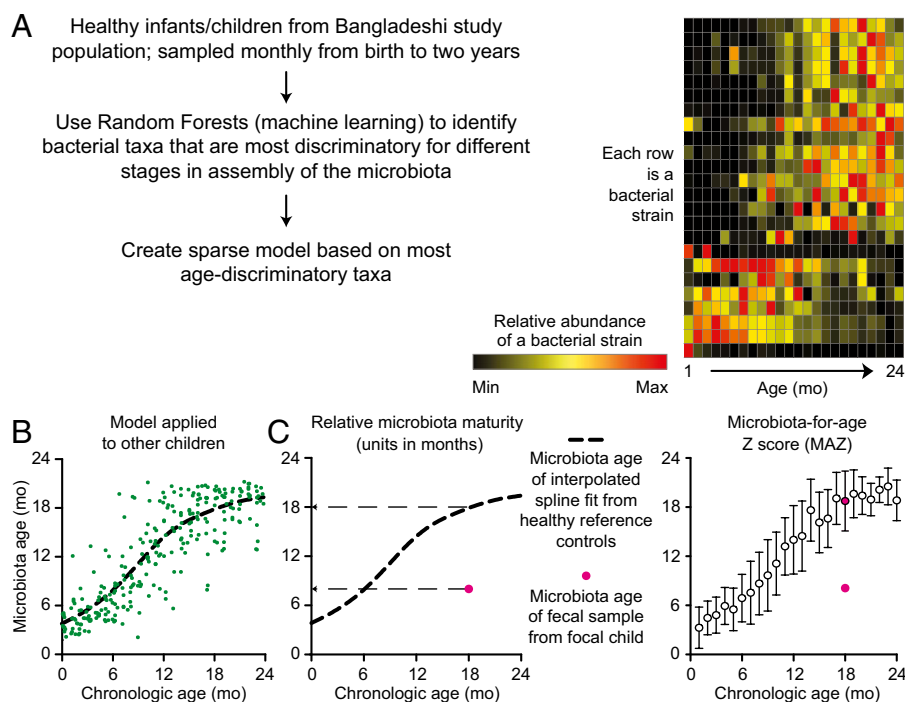 A
Healthy infants/children from Bangladeshi study
population; sampled monthly from birth to two years
Use Random Forests (machine learning) to identify
bacterial taxa that are most discriminatory for different
stages in assembly of the microbiota
Create sparse model based on most
age-discriminatory taxa
Each row
is a
bacterial
strain
Relative abundance
of a bacterial strain
Min
Max
1
24
Age (mo)
B
Model applied
to other children
24
18
12
6
0
Microbiota age (mo)
0 6 12 18 24
Chronologic age (mo)
C
Relative microbiota maturity
(units in months)
24
18
12
6
0
0 6 12 18 24
Chronologic age (mo)
Microbiota age
of interpolated
spline fit from
healthy reference
controls
Microbiota age
of fecal sample
from focal child
Microbiota-for-age
Z score (MAZ)
24
18
12
6
0
0 6 12 18 24
Chronologic age (mo)